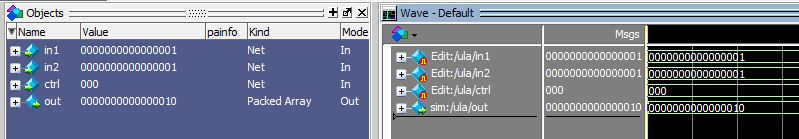 Objects
Name Value painfo Kind Mode
in1 0000000000000001 Net In
in2 0000000000000001 Net In
ctrl 000 Net In
out 0000000000000010 Packed Array Out
Wave - Default
Msgs
Edit:/ula/in1 0000000000000001 0000000000000001
Edit:/ula/in2 0000000000000001 0000000000000001
Edit:/ula/ctrl 000 000
sim:/ula/out 0000000000000010 0000000000000010